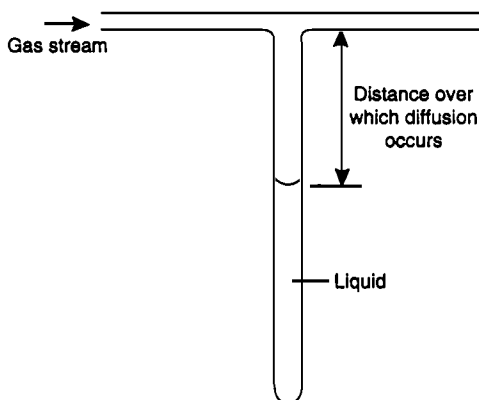 Gas stream
Distance over
which diffusion
occurs
Liquid